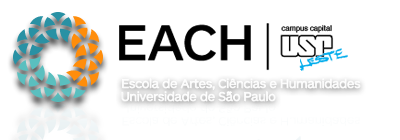 EACH
campus capital
USP
LESTE
Escola de Artes, Ciências e Humanidades
Universidade de São Paulo